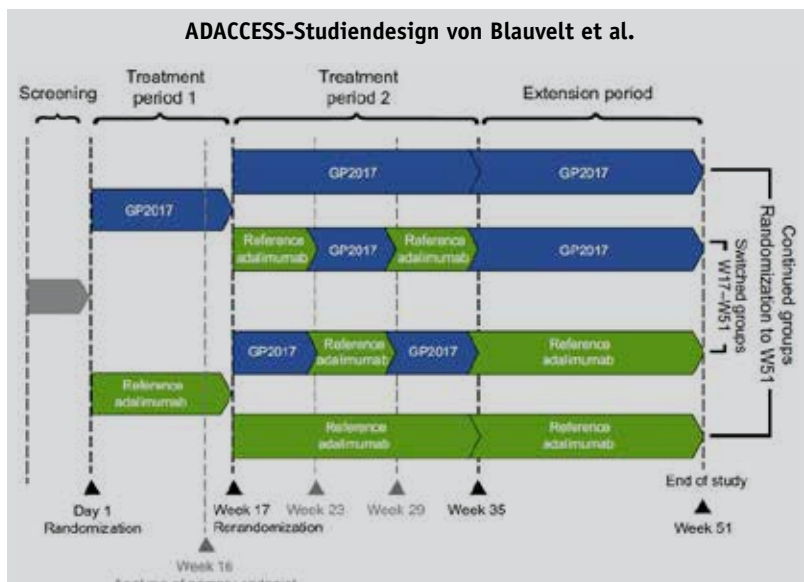 ADACCESS-Studiendesign von Blauvelt et al.
Screening
Treatment
period 1
Treatment
period 2
Extension period
GP2017
GP2017
GP2017
Reference
adalimumab
GP2017
Reference
adalimumab
GP2017
GP2017
Reference
adalimumab
GP2017
Reference
adalimumab
Reference
adalimumab
Reference
adalimumab
Reference
adalimumab
Switched groups
W17–W51
Continued groups
Randomization to W51
Day 1
Randomization
Week 16
Week 17
Rerandomization
Week 23
Week 29
Week 35
End of study
Week 51